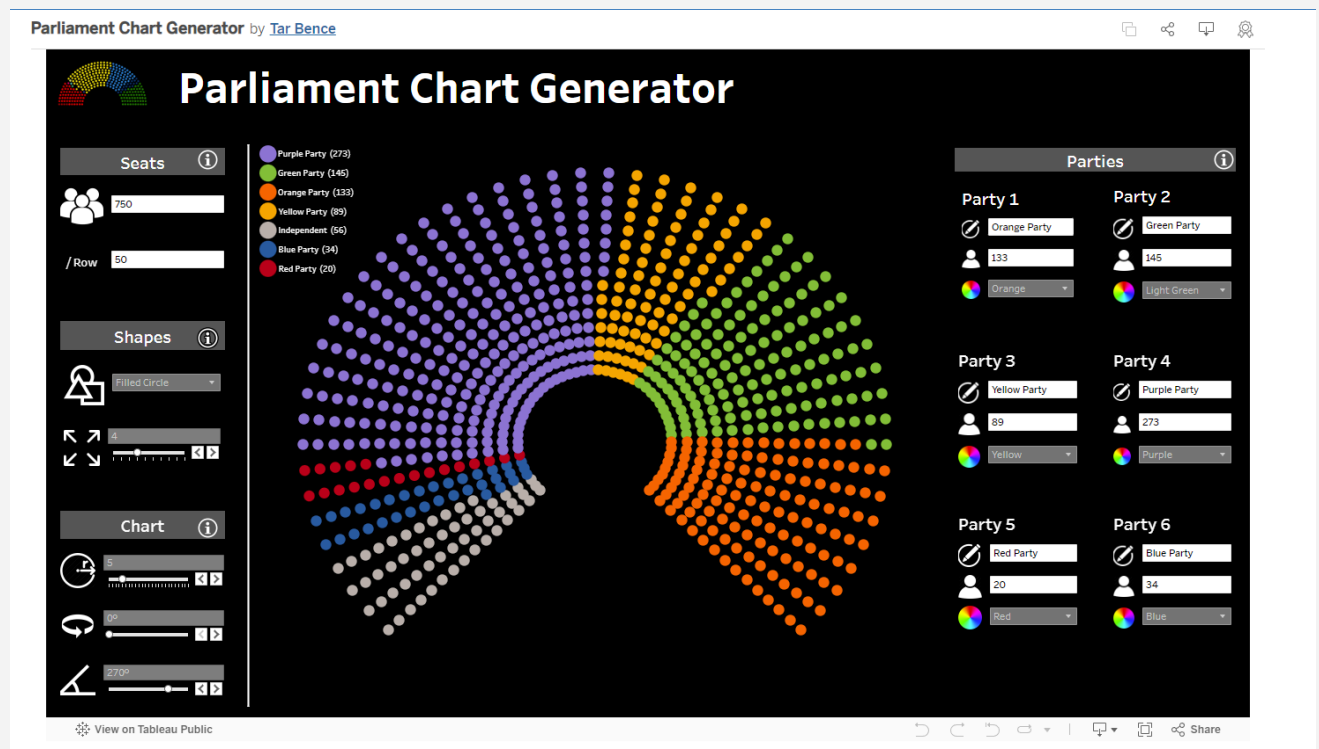 Parliament Chart Generator by Tar Bence
Parliament Chart Generator
Seats
750
/Row 50
Shapes
Filled Circle
4
Chart
r
5
0º
270º
Purple Party (273)
Green Party (145)
Orange Party (133)
Yellow Party (89)
Independent (56)
Blue Party (34)
Red Party (20)
Parties
Party 1
Orange Party
133
Orange
Party 2
Green Party
145
Light Green
Party 3
Yellow Party
89
Yellow
Party 4
Purple Party
273
Purple
Party 5
Red Party
20
Red
Party 6
Blue Party
34
Blue
View on Tableau Public
Share